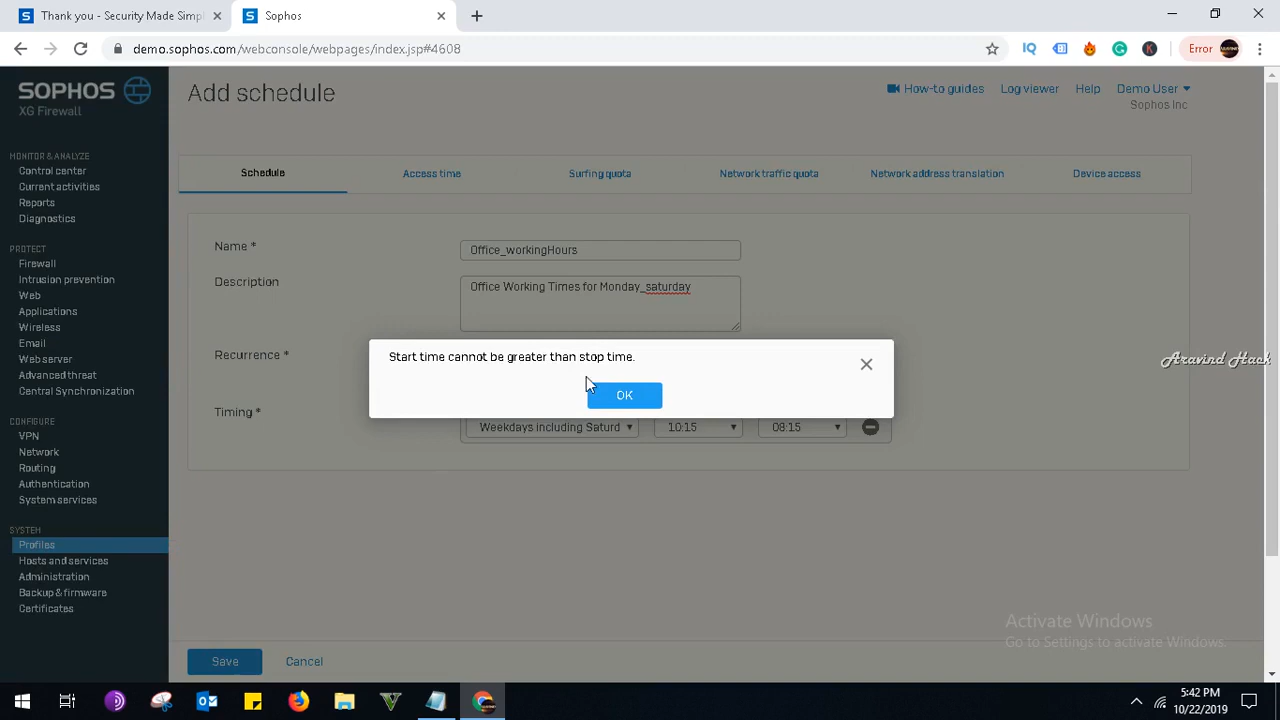 Thank you - Security Made Simpl
Sophos
demo.sophos.com/webconsole/webpages/index.jsp#4608
Error
SOPHOS
XG Firewall
Add schedule
How-to guides
Log viewer
Help
Demo User
Sophos Inc
MONITOR & ANALYZE
Control center
Current activities
Reports
Diagnostics
PROTECT
Firewall
Intrusion prevention
Web
Applications
Wireless
Email
Web server
Advanced threat
Central Synchronization
CONFIGURE
VPN
Network
Routing
Authentication
System services
SYSTEM
Profiles
Hosts and services
Administration
Backup & firmware
Certificates
Schedule
Access time
Surfing quota
Network traffic quota
Network address translation
Device access
Name *
Office_workingHours
Description
Office Working Times for Monday_saturday
Recurrence *
Start time cannot be greater than stop time.
OK
Timing *
Weekdays including Saturd
10:15
08:15
Aravind Hack
Activate Windows
Go to Settings to activate Windows.
Save
Cancel
5:42 PM
10/22/2019